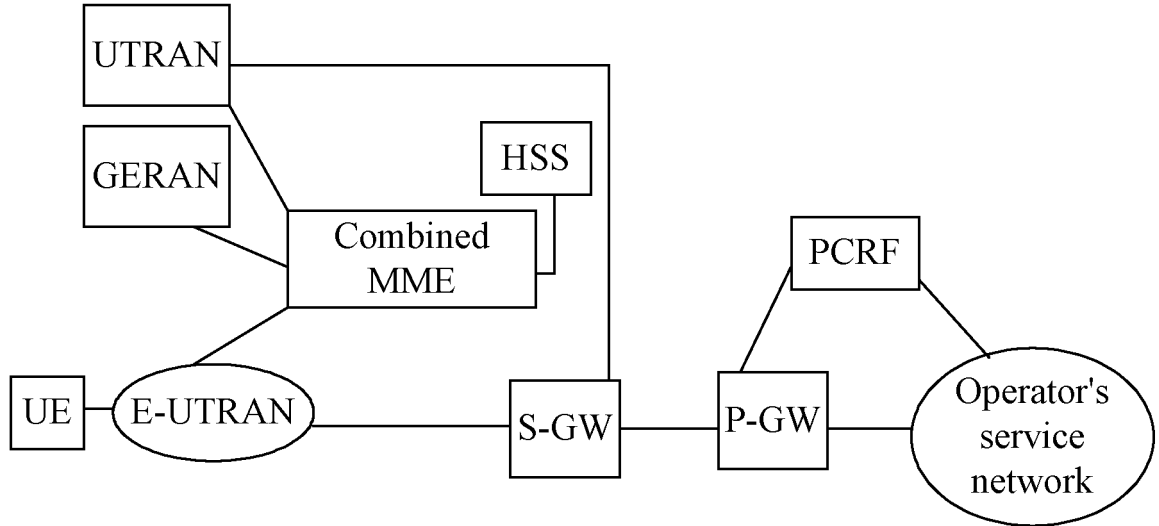 UTRAN
GERAN
HSS
Combined
MME
PCRF
UE
E-UTRAN
S-GW
P-GW
Operator's
service
network